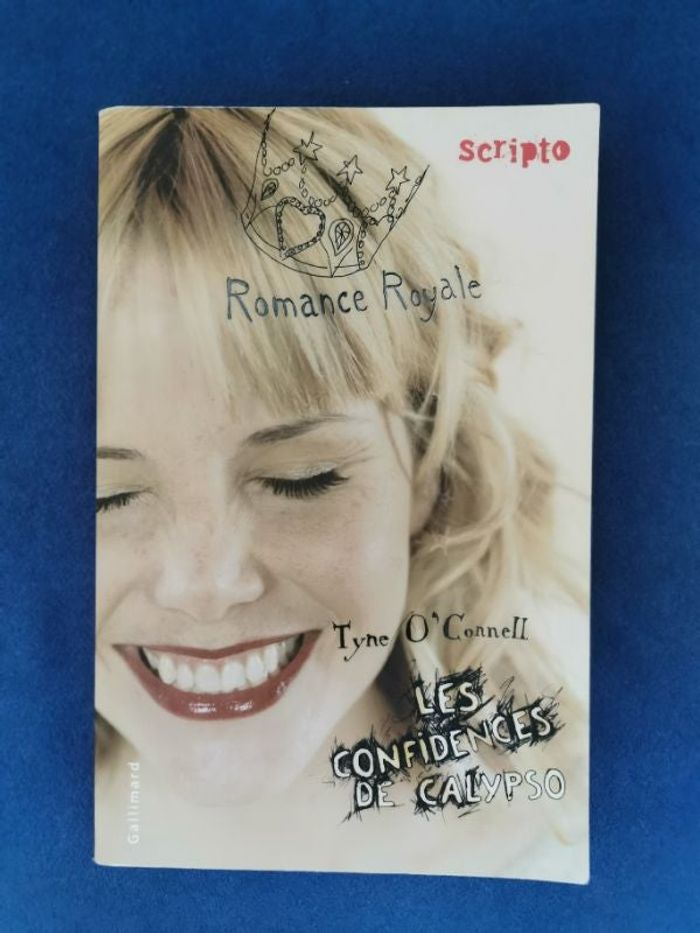 scripto
Romance Royale
Tyne O'Connell
LES
CONFIDENCES
DE CALYPSO
Gallimard